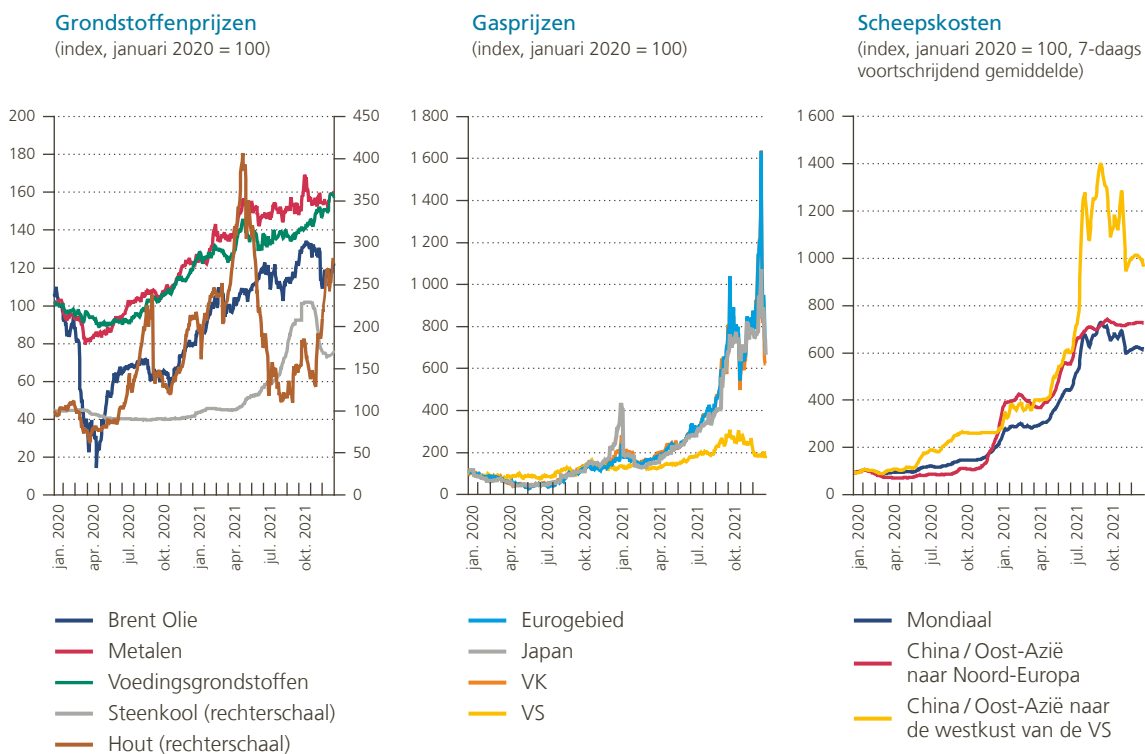 Grondstoffenprijzen
(index, januari 2020 = 100)
200
180
160
140
120
100
80
60
40
20
0
450
400
350
300
250
200
150
100
50
0
jan. 2020
apr. 2020
jul. 2020
okt. 2020
jan. 2021
apr. 2021
jul. 2021
okt. 2021
Brent Olie
Metalen
Voedingsgrondstoffen
Steenkool (rechterschaal)
Hout (rechterschaal)
Gasprijzen
(index, januari 2020 = 100)
1 800
1 600
1 400
1 200
1 000
800
600
400
200
0
jan. 2020
apr. 2020
jul. 2020
okt. 2020
jan. 2021
apr. 2021
jul. 2021
okt. 2021
Eurogebied
Japan
VK
VS
Scheepskosten
(index, januari 2020 = 100, 7-daags
voortschrijdend gemiddelde)
1 600
1 400
1 200
1 000
800
600
400
200
0
jan. 2020
apr. 2020
jul. 2020
okt. 2020
jan. 2021
apr. 2021
jul. 2021
okt. 2021
Mondiaal
China / Oost-Azië
naar Noord-Europa
China / Oost-Azië naar
de westkust van de VS